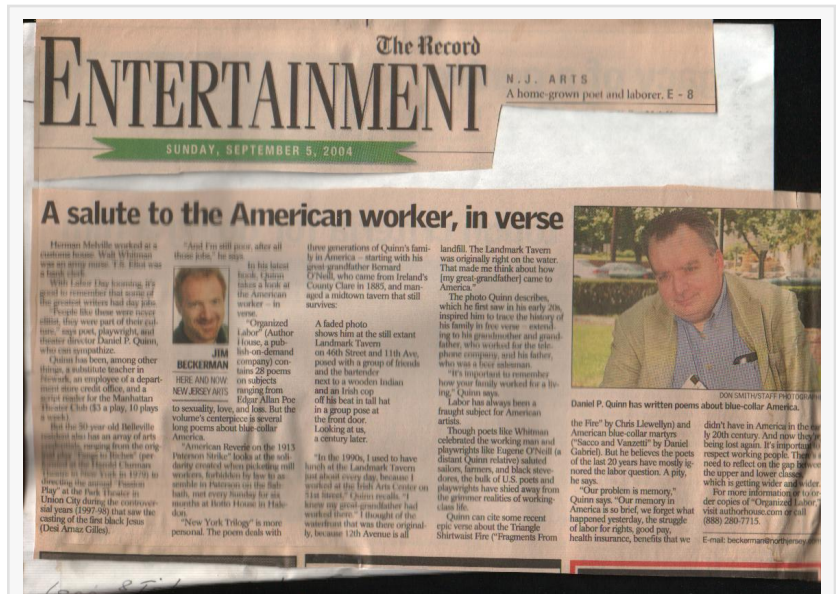 The Record
ENTERTAINMENT
SUNDAY, SEPTEMBER 5, 2004
N.J. ARTS
A home-grown poet and laborer. E – 8
A salute to the American worker, in verse
Herman Melville worked at a
customs house. Walt Whitman
was an army nurse. T.S. Eliot was
a bank clerk.
With Labor Day looming, it's
good to remember that some of
the greatest writers had day jobs.
"People like those were never
elitist, they were part of their cul-
ture," says poet, playwright, and
theater director Daniel P. Quinn,
who can sympathize.
Quinn has been, among other
things, a substitute teacher in
Newark, an employee of a depart-
ment store credit office, and a
script reader for the Manhattan
Theater Club ($3 a play, 10 plays
a week).
But the 50-year-old Belleville
resident also has an array of arts
to Riches" (per
the Harold Clurman
Theater in New York in
directing the "Passion
Play" at the Park Theater in
Union City during the controver-
sial years (1997-98) that saw the
casting of the first black Jesus
(Desi Arnaz Gilles).
"And I'm still poor, after all
those jobs," he says.
JIM
BECKERMAN
HERE AND NOW
NEW JERSEY ARTS
In his latest
book, Quinn
takes a look at
the American
worker – in
verse.
"Organized
Labor" (Author
House, a pub-
lish-on-demand
company) con-
tains 28 poems
on subjects
ranging from
Edgar Allan Poe
to sexuality, love, and loss. But the
volume's centerpiece is several
long poems about blue-collar
America.
"American Reverie on the 1913
Paterson Strike" looks at the soli-
darity created when picketing mill
workers, forbidden by law to as-
semble in Paterson on the Sab-
bath, met every Sunday for six
months at Botto House in Hale-
don.
"New York Trilogy" is more
personal. The poem deals with
three generations of Quinn's fami-
ly in America – starting with his
great grandfather Bernard
O'Neill, who came from Ireland's
County Clare in 1885, and man-
aged a midtown tavern that still
survives:
A faded photo
shows him at the still extant
Landmark Tavern
on 46th Street and 11th Ave,
posed with a group of friends
and the bartender
next to a wooden Indian
and an Irish cop
off his beat in tall hat
in a group pose at
the front door.
Looking at us,
a century later.
"In the 1990s, I used to have
lunch at the Landmark Tavern
just about every day, because I
worked at the Irish Arts Center on
51st Street," Quinn recalls. "I
knew my great-grandfather had
worked there." I thought of the
waterfront that was there original-
ly, because 12th Avenue is all
landfill. The Landmark Tavern
was originally right on the water.
That made me think about how
[my great-grandfather] came to
America."
The photo Quinn describes,
which he first saw in his early 20s,
inspired him to trace the history of
his family in free verse – extend-
ing to his grandmother and grand-
father, who worked for the tele-
phone company, and his father,
who was a beer salesman.
"It's important to remember
how your family worked for a liv-
ing," Quinn says.
Labor has always been a
fraught subject for American
artists.
Though poets like Whitman
celebrated the working man and
playwrights like Eugene O'Neill (a
distant Quinn relative) saluted
sailors, farmers, and black steve-
dores, the bulk of U.S. poets and
playwrights have shied away from
the grimmer realities of working-
class life.
Quinn can cite some recent
epic verse about the Triangle
Shirtwaist Fire ("Fragments From
DON SMITH/STAFF PHOTOGRAPH
Daniel P. Quinn has written poems about blue-collar America.
the Fire" by Chris Llewellyn) and
American blue-collar martyrs
("Sacco and Vanzetti" by Daniel
Gabriel). But he believes the poets
of the last 20 years have mostly ig-
nored the labor question. A pity,
he says.
"Our problem is memory,"
Quinn says. "Our memory in
America is so brief, we forget what
happened yesterday, the struggle
of labor for rights, good pay,
health insurance, benefits that we
didn't have in America in the ear
ly 20th century. And now they're
being lost again. It's important
respect working people. There's
need to reflect on the gap between
the upper and lower classes,
which is getting wider and wider.
For more information or to or-
der copies of "Organized Labor,"
visit authorhouse.com or call
(888) 280-7715.
E-mail: beckerman@northjersey.com